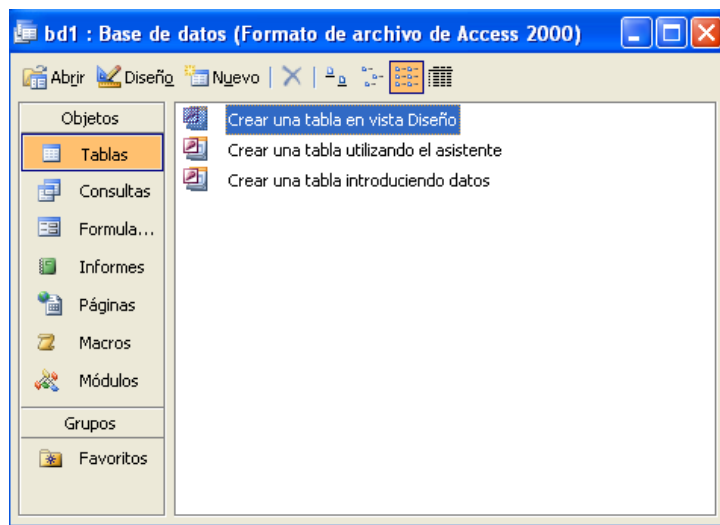 bd1 : Base de datos (Formato de archivo de Access 2000)
Abrir Diseño Nuevo
Objetos
Tablas
Consultas
Formula...
Informes
Páginas
Macros
Módulos
Grupos
Favoritos
Crear una tabla en vista Diseño
Crear una tabla utilizando el asistente
Crear una tabla introduciendo datos